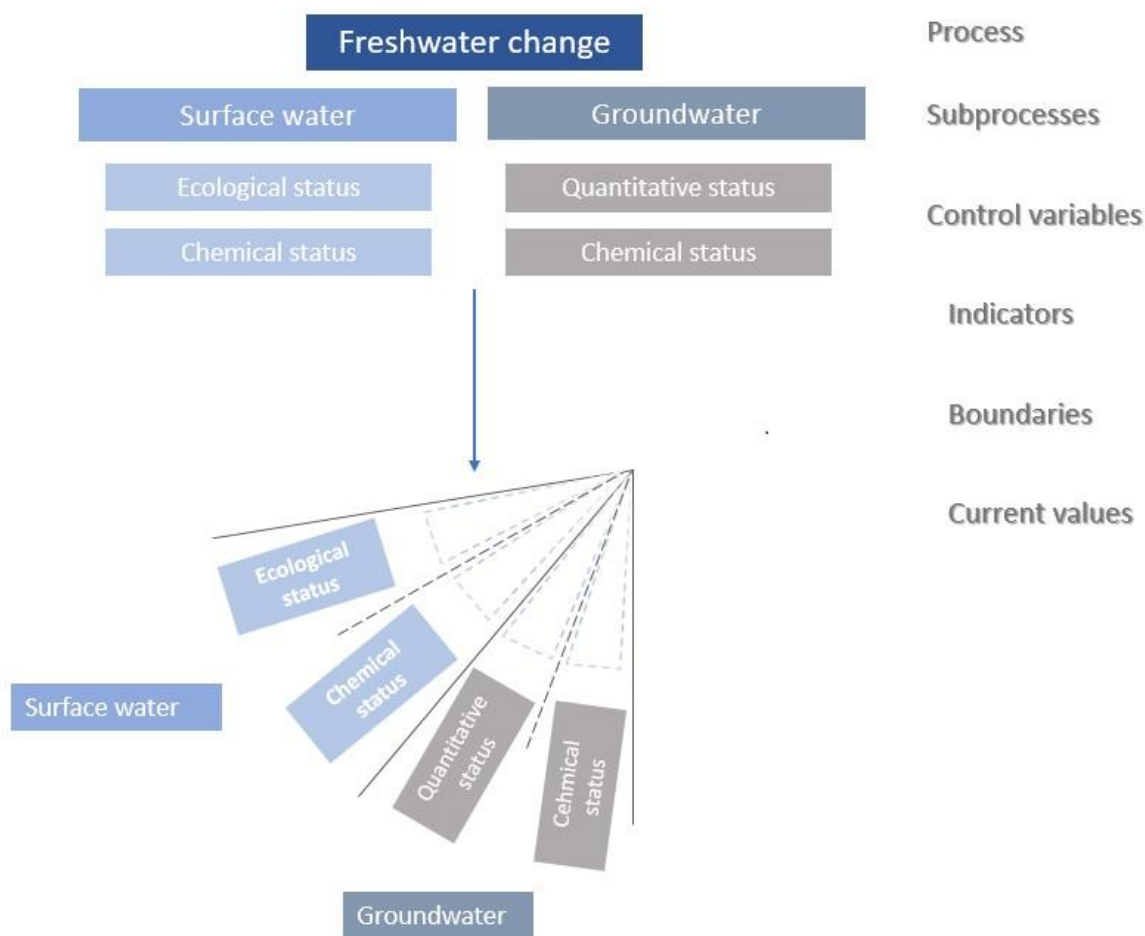 Freshwater change
Process
Surface water
Groundwater
Subprocesses
Ecological status
Quantitative status
Control variables
Chemical status
Chemical status
Indicators
Boundaries
Current values
Ecological
status
Chemical
status
Surface water
Quantitative
status
Cehmical
status
Groundwater